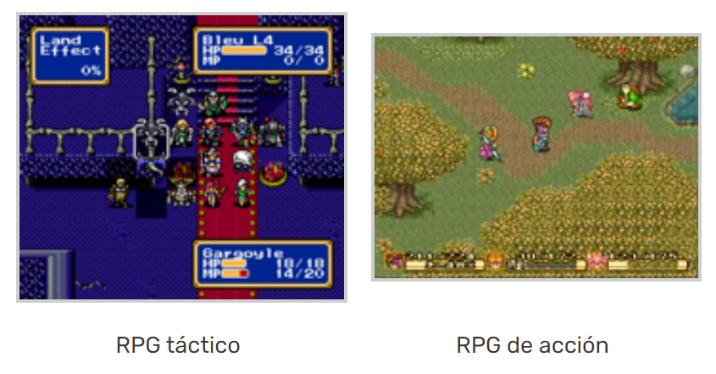 Land
Effect
0%
Bleu L4
HP 34/34
MP 0/ 0
Gargoyle
HP 18/18
MP 14/20
RPG táctico
RPG de acción